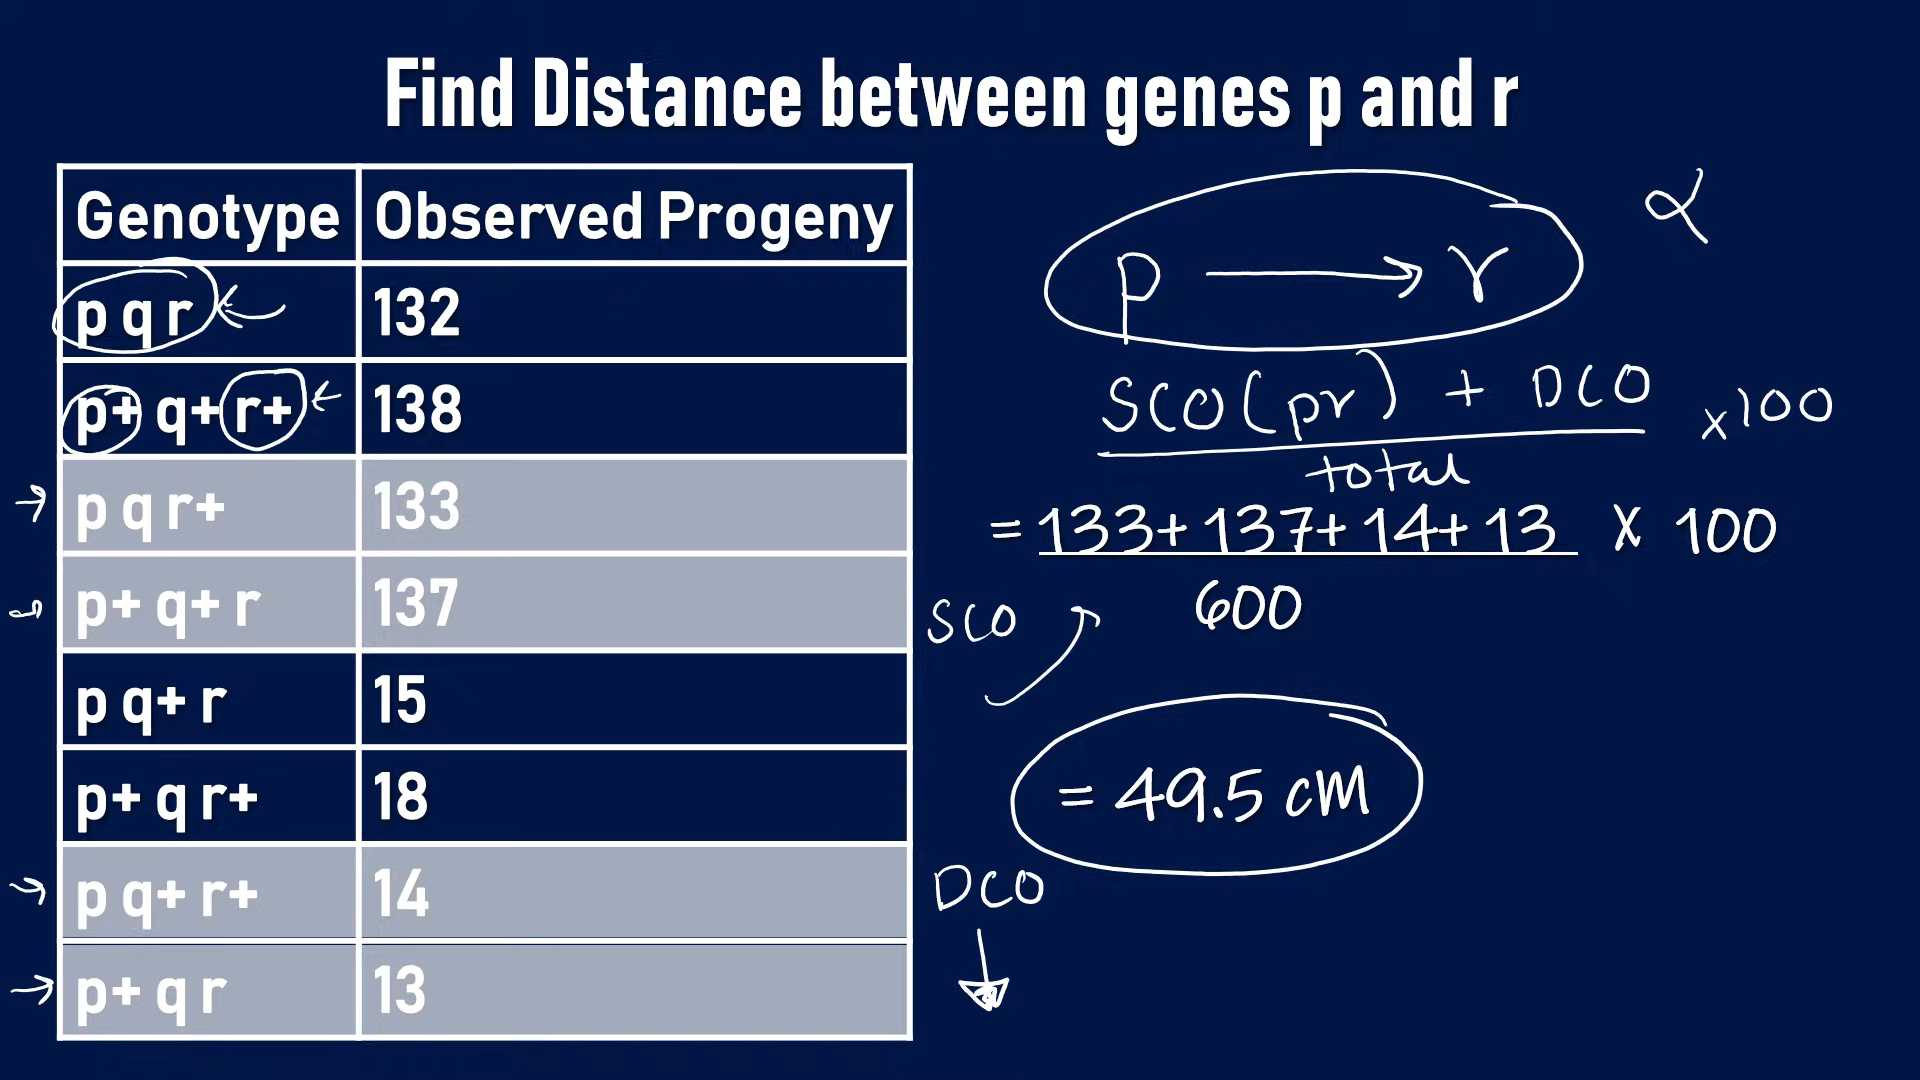 Find Distance between genes p and r
Genotype Observed Progeny
p q r 132
p+ q+ r+ 138
p q r+ 133
p+ q+ r 137
p q+ r 15
p+ q r+ 18
p q+ r+ 14
p+ q r 13
p → r
SCO(pr) + DCO x100
total
= 133+ 137+ 14+ 13 X 100
600
SCO
= 49.5 cM
DCO